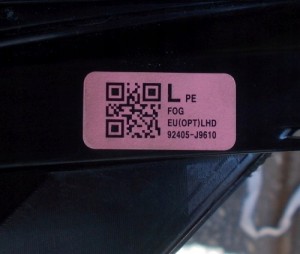 L PE
FOG
EU(OPT)LHD
92405-J9610